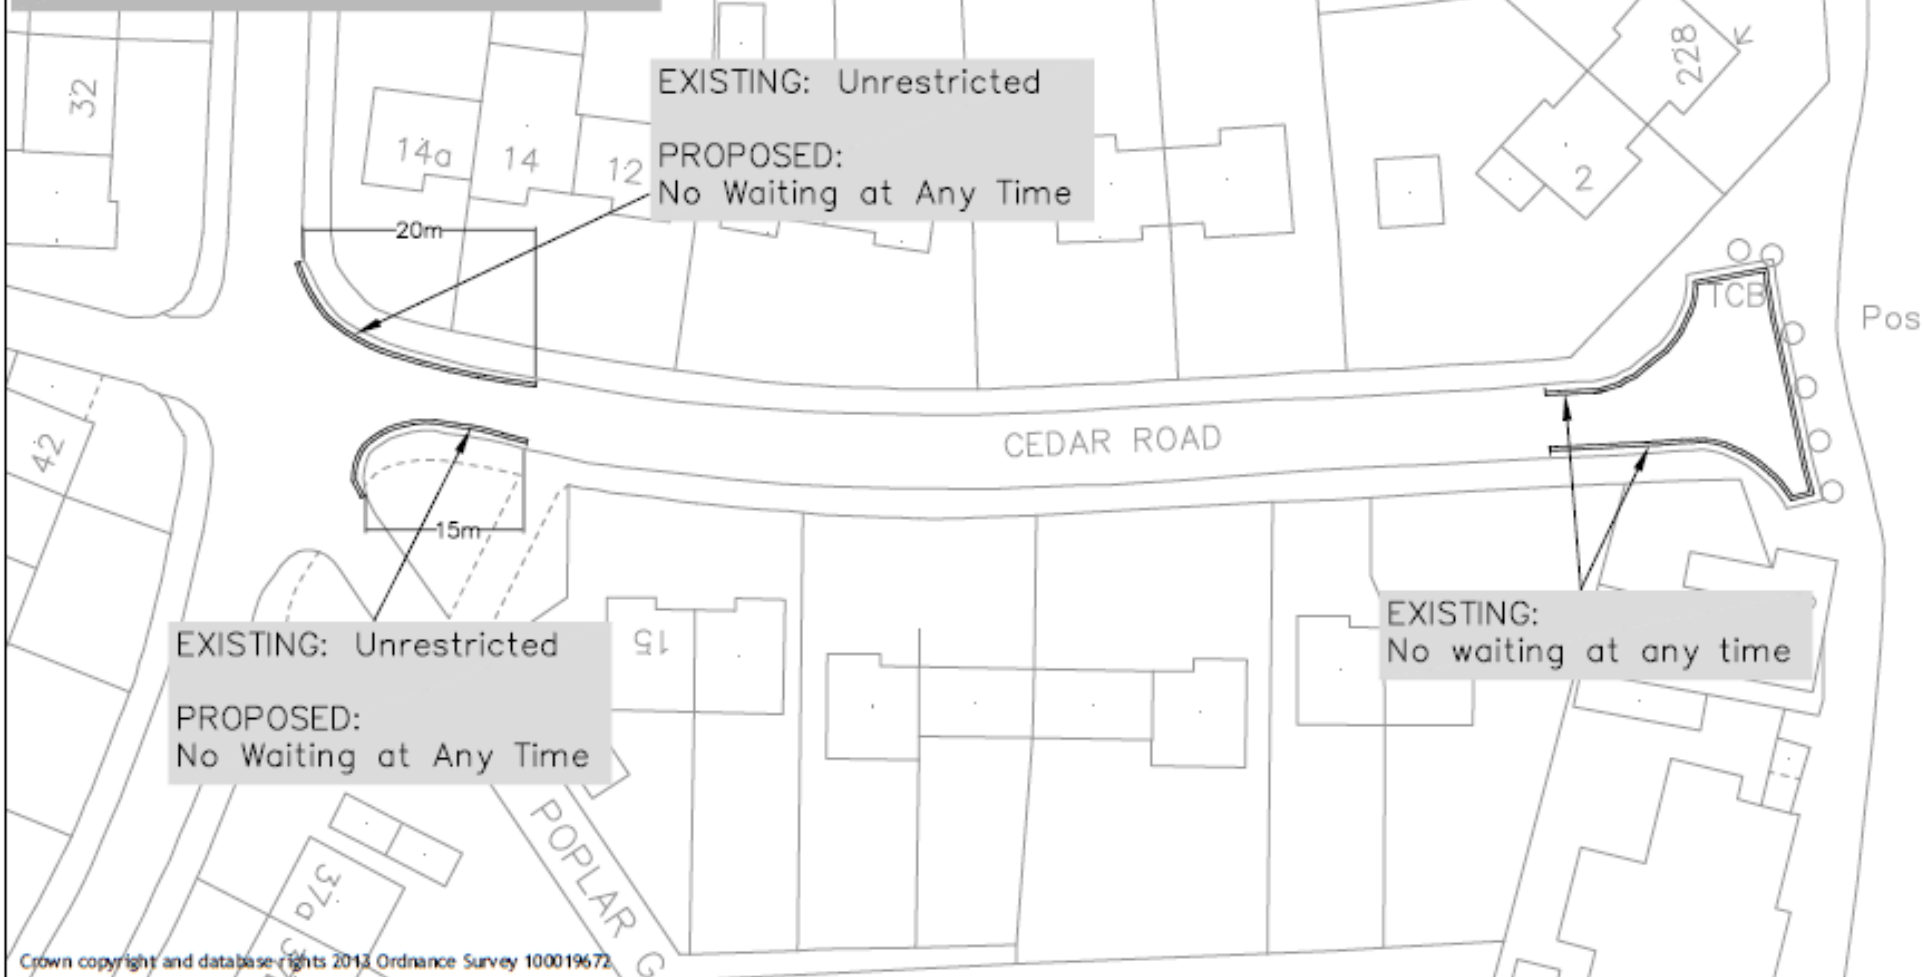 32
14a
14
12
EXISTING: Unrestricted
PROPOSED:
No Waiting at Any Time
228
2
20m
TCB
Pos
42
CEDAR ROAD
15m
EXISTING: Unrestricted
PROPOSED:
No Waiting at Any Time
15
EXISTING:
No waiting at any time
POPLAR G
37a
Crown copyright and database rights 2013 Ordnance Survey 100019672